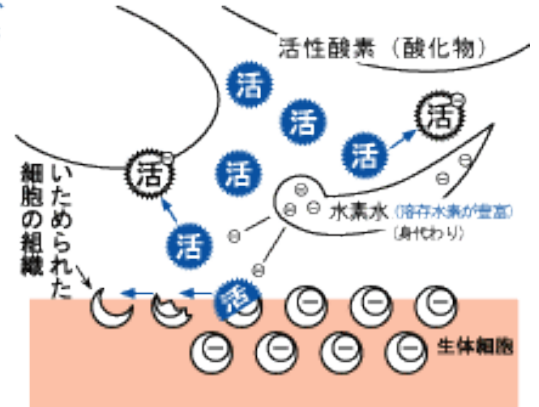 活性酸素（酸化物）
活
活
活
活
活
活
活
活
水素水（溶存水素が豊富）
（身代わり）
いためられた
細胞の組織
生体細胞